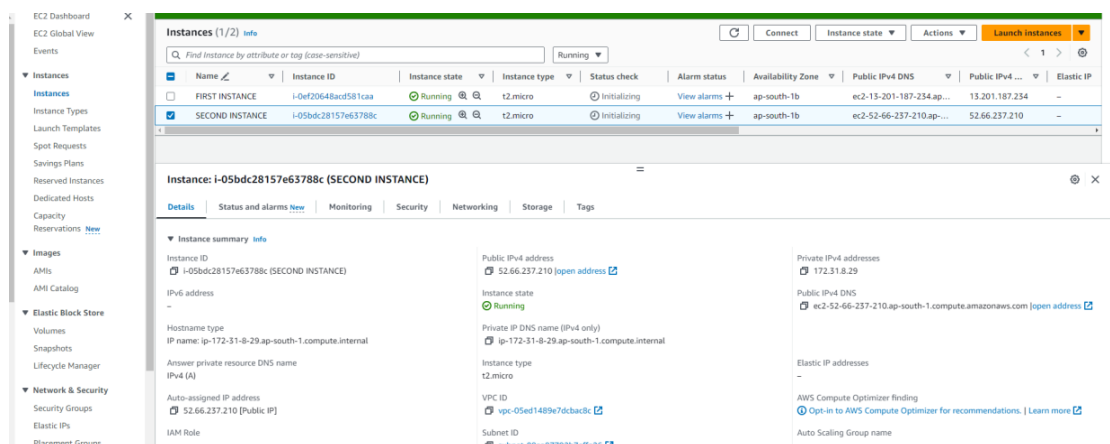 EC2 Dashboard
EC2 Global View
Events
Instances
Instances
Instance Types
Launch Templates
Spot Requests
Savings Plans
Reserved Instances
Dedicated Hosts
Capacity
Reservations New
Images
AMIs
AMI Catalog
Elastic Block Store
Volumes
Snapshots
Lifecycle Manager
Network & Security
Security Groups
Elastic IPs
Placement Groups
Instances (1/2) Info
Connect
Instance state
Actions
Launch instances
Find Instance by attribute or tag (case-sensitive)
Running
1
Name Instance ID Instance state Instance type Status check Alarm status Availability Zone Public IPv4 DNS Public IPv4 ... Elastic IP
FIRST INSTANCE i-0ef20648acd581caa Running t2.micro Initializing View alarms + ap-south-1b ec2-13-201-187-234.ap... 13.201.187.234 –
SECOND INSTANCE i-05bdc28157e63788c Running t2.micro Initializing View alarms + ap-south-1b ec2-52-66-237-210.ap-... 52.66.237.210 –
Instance: i-05bdc28157e63788c (SECOND INSTANCE)
Details Status and alarms New Monitoring Security Networking Storage Tags
Instance summary Info
Instance ID
i-05bdc28157e63788c (SECOND INSTANCE)
Public IPv4 address
52.66.237.210 |open address
Private IPv4 addresses
172.31.8.29
IPv6 address
–
Instance state
Running
Public IPv4 DNS
ec2-52-66-237-210.ap-south-1.compute.amazonaws.com |open address
Hostname type
IP name: ip-172-31-8-29.ap-south-1.compute.internal
Private IP DNS name (IPv4 only)
ip-172-31-8-29.ap-south-1.compute.internal
Answer private resource DNS name
IPv4 (A)
Instance type
t2.micro
Elastic IP addresses
–
Auto-assigned IP address
52.66.237.210 [Public IP]
VPC ID
vpc-05ed1489e7dcbac8c
AWS Compute Optimizer finding
Opt-in to AWS Compute Optimizer for recommendations. | Learn more
IAM Role
Subnet ID
Auto Scaling Group name